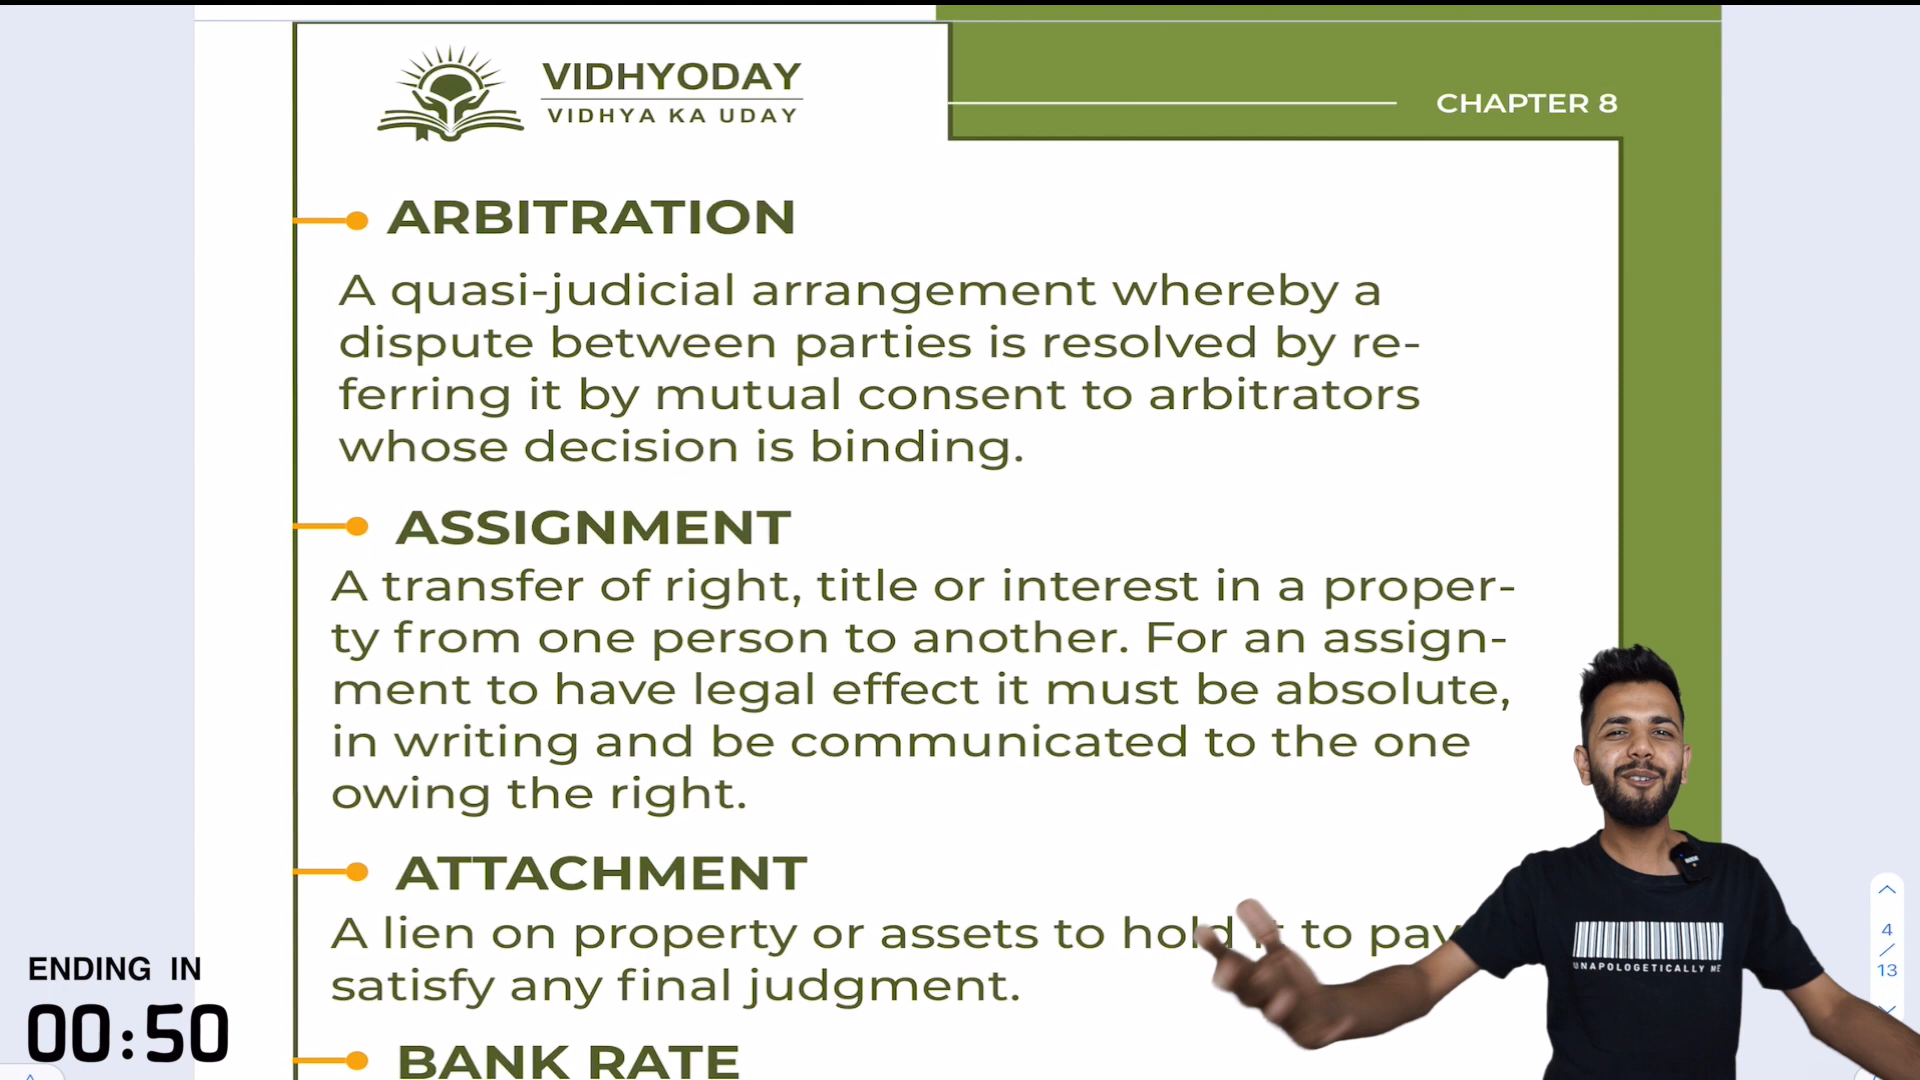 VIDHYODAY
VIDHYA KA UDAY
CHAPTER 8
ARBITRATION
A quasi-judicial arrangement whereby a
dispute between parties is resolved by re-
ferring it by mutual consent to arbitrators
whose decision is binding.
ASSIGNMENT
A transfer of right, title or interest in a proper-
ty from one person to another. For an assign-
ment to have legal effect it must be absolute,
in writing and be communicated to the one
owing the right.
ATTACHMENT
A lien on property or assets to hold it to pay
satisfy any final judgment.
BANK RATE
ENDING IN
00:50
UNAPOLOGETICALLY ME
4
/
13